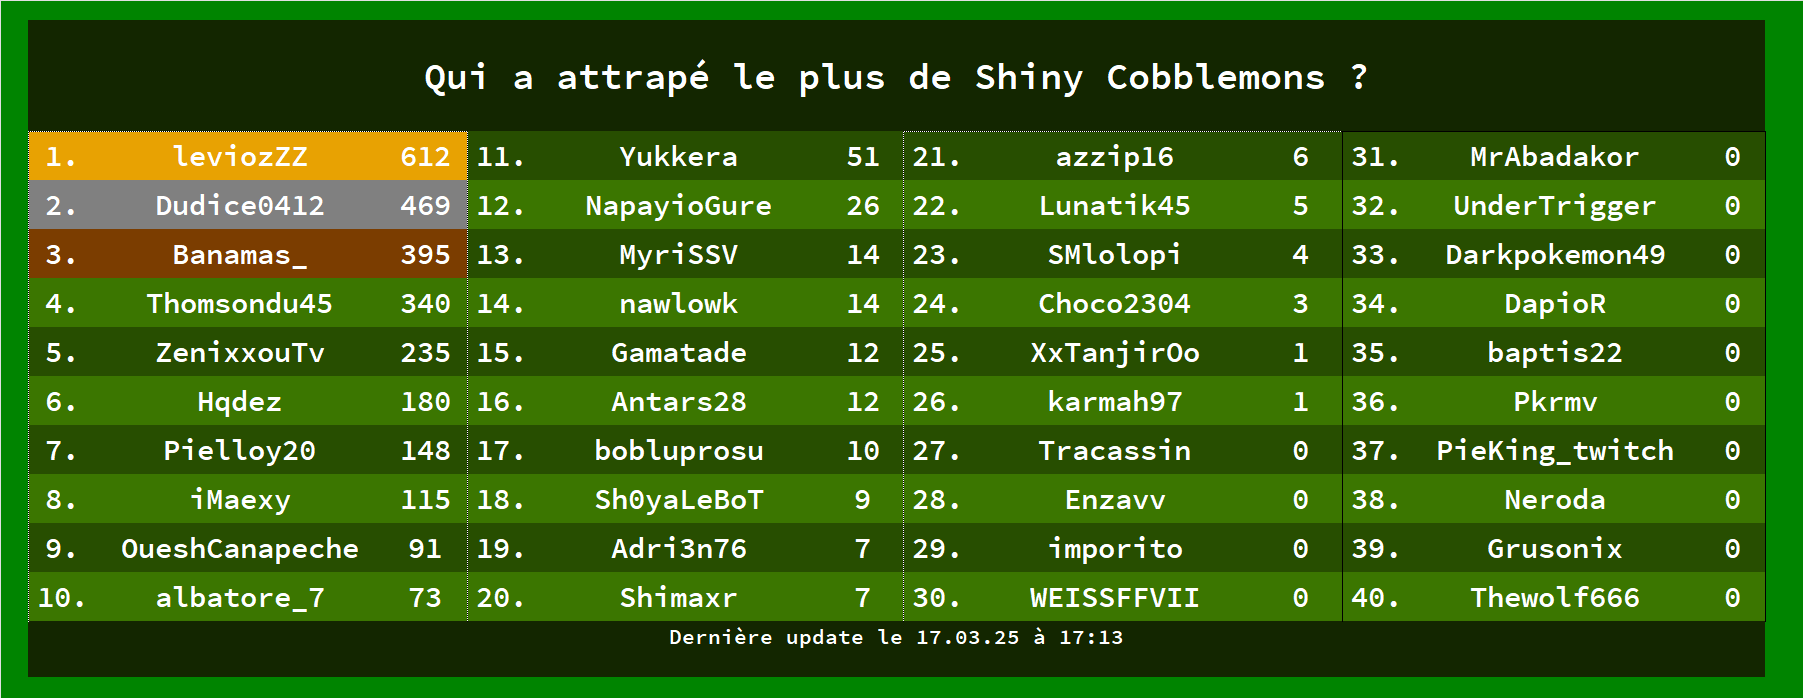 Qui a attrapé le plus de Shiny Cobblemons ?
1. leviozZZ 612
2. Dudice0412 469
3. Banamas_ 395
4. Thomsondu45 340
5. ZenixxouTv 235
6. Hqdez 180
7. Pielloy20 148
8. iMaexy 115
9. OueshCanapeche 91
10. albatore_7 73
11. Yukkera 51
12. NapayioGure 26
13. MyriSSV 14
14. nawlowk 14
15. Gamatade 12
16. Antars28 12
17. bobluprosu 10
18. Sh0yaLeBoT 9
19. Adri3n76 7
20. Shimaxr 7
21. azzip16 6
22. Lunatik45 5
23. SMlolopi 4
24. Choco2304 3
25. XxTanjirOo 1
26. karmah97 1
27. Tracassin 0
28. Enzavv 0
29. imporito 0
30. WEISSFFVII 0
31. MrAbadakor 0
32. UnderTrigger 0
33. Darkpokemon49 0
34. DapioR 0
35. baptis22 0
36. Pkrmv 0
37. PieKing_twitch 0
38. Neroda 0
39. Grusonix 0
40. Thewolf666 0
Dernière update le 17.03.25 à 17:13